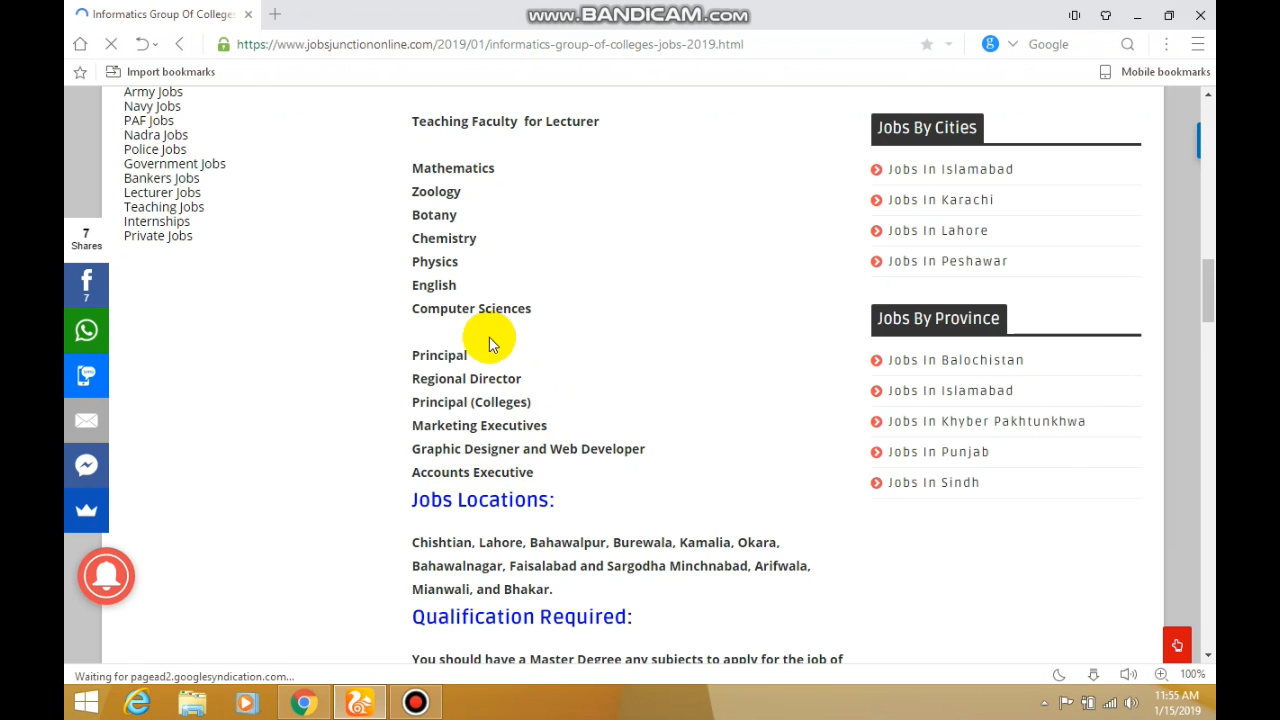 Informatics Group Of Colleges
www.BANDICAM.com
https://www.jobsjunctiononline.com/2019/01/informatics-group-of-colleges-jobs-2019.html
g
Google
Import bookmarks
Mobile bookmarks
Army Jobs
Navy Jobs
PAF Jobs
Nadra Jobs
Police Jobs
Government Jobs
Bankers Jobs
Lecturer Jobs
Teaching Jobs
Internships
Private Jobs
7
Shares
f
7
Teaching Faculty for Lecturer
Mathematics
Zoology
Botany
Chemistry
Physics
English
Computer Sciences
Principal
Regional Director
Principal (Colleges)
Marketing Executives
Graphic Designer and Web Developer
Accounts Executive
Jobs Locations:
Chishtian, Lahore, Bahawalpur, Burewala, Kamalia, Okara,
Bahawalnagar, Faisalabad and Sargodha Minchnabad, Arifwala,
Mianwali, and Bhakar.
Qualification Required:
You should have a Master Degree any subjects to apply for the job of
Jobs By Cities
Jobs In Islamabad
Jobs In Karachi
Jobs In Lahore
Jobs In Peshawar
Jobs By Province
Jobs In Balochistan
Jobs In Islamabad
Jobs In Khyber Pakhtunkhwa
Jobs In Punjab
Jobs In Sindh
Waiting for pagead2.googlesyndication.com...
100%
11:55 AM
1/15/2019